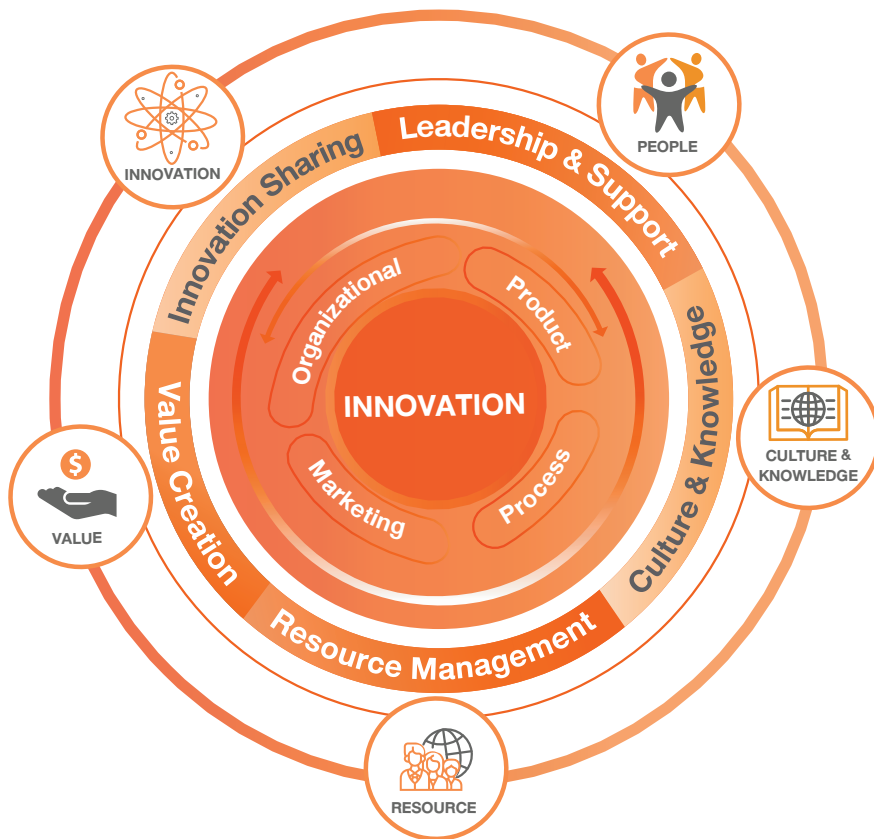 INNOVATION
PEOPLE
CULTURE &
KNOWLEDGE
RESOURCE
$
VALUE
Innovation Sharing
Leadership & Support
Culture & Knowledge
Resource Management
Value Creation
Organizational
Product
Process
Marketing
INNOVATION